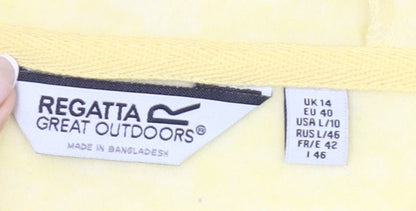 REGATTA
GREAT OUTDOORS®
MADE IN BANGLADESH
UK 14
EU 40
USA L/10
RUS L/46
FR/E 42
I 46